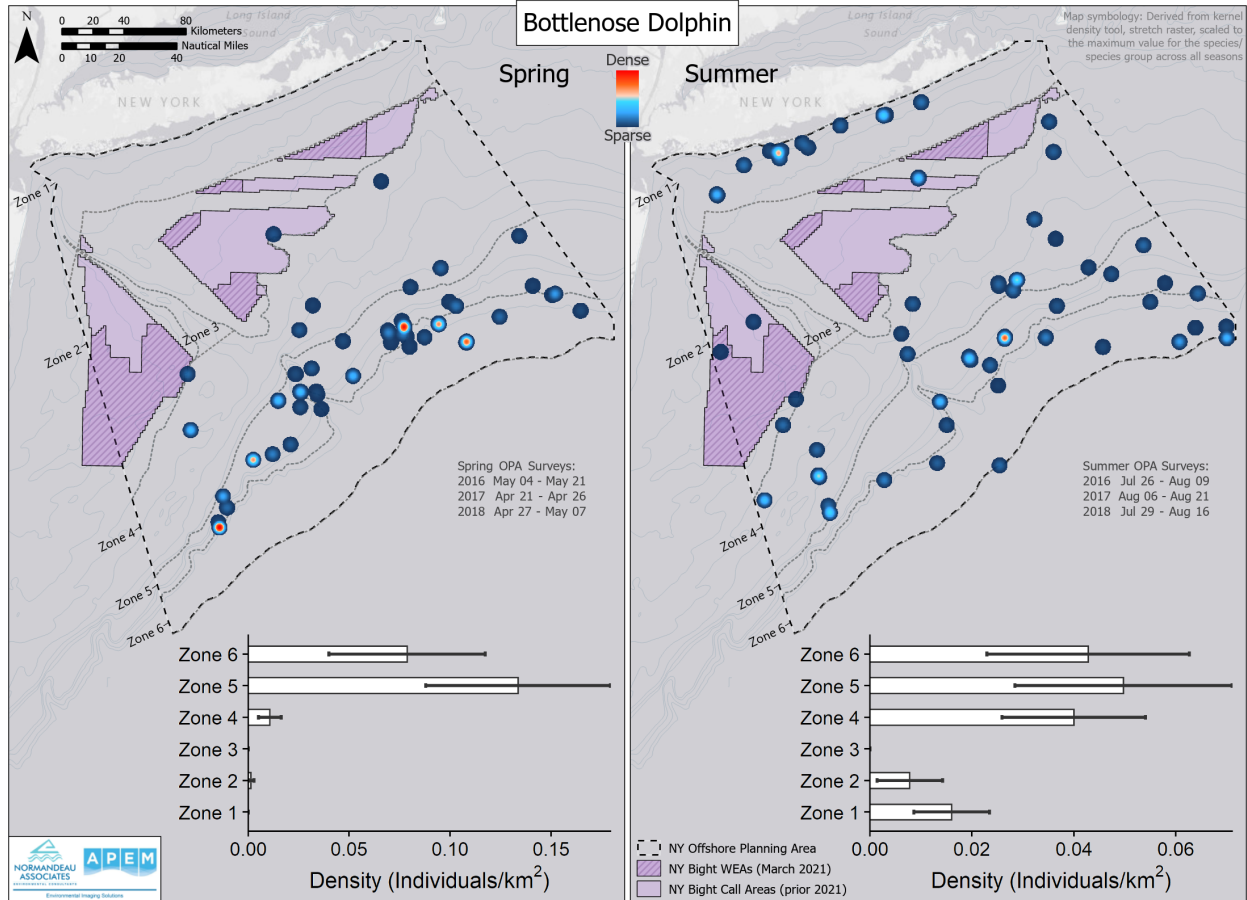 Bottlenose Dolphin
N
0 20 40 80
Kilometers
Nautical Miles
0 10 20 40
Long Island
Sound
Spring
Dense
Sparse
Summer
Long Island
Sound
Map symbology: Derived from kernel
density tool, stretch raster, scaled to
the maximum value for the species/
species group across all seasons
NEW YORK
NEW YORK
Zone 1
Zone 2
Zone 3
Zone 4
Zone 5
Zone 6
Zone 1
Zone 2
Zone 3
Zone 4
Zone 5
Zone 6
Spring OPA Surveys:
2016 May 04 - May 21
2017 Apr 21 - Apr 26
2018 Apr 27 - May 07
Summer OPA Surveys:
2016 Jul 26 - Aug 09
2017 Aug 06 - Aug 21
2018 Jul 29 - Aug 16
Zone 6
Zone 5
Zone 4
Zone 3
Zone 2
Zone 1
0.00 0.05 0.10 0.15
Density (Individuals/km²)
Zone 6
Zone 5
Zone 4
Zone 3
Zone 2
Zone 1
0.00 0.02 0.04 0.06
Density (Individuals/km²)
NORMANDEAU
ASSOCIATES
ENVIRONMENTAL CONSULTANTS
APEM
Environmental Imaging Solutions
NY Offshore Planning Area
NY Bight WEAs (March 2021)
NY Bight Call Areas (prior 2021)